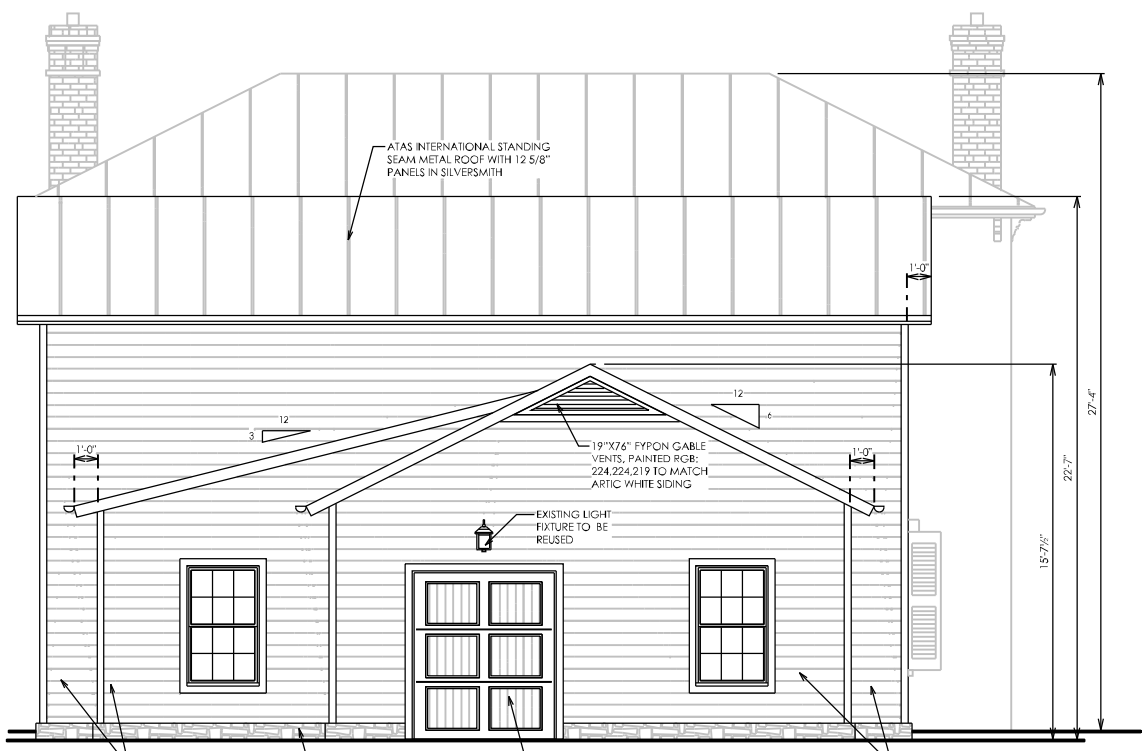 ATAS INTERNATIONAL STANDING
SEAM METAL ROOF WITH 12 5/8"
PANELS IN SILVERSMITH
1'-0"
12
3
12
6
1'-0"
19"X76" FYPON GABLE
VENTS, PAINTED RGB:
224,224,219 TO MATCH
ARTIC WHITE SIDING
1'-0"
EXISTING LIGHT
FIXTURE TO BE
REUSED
15'-7½"
22'-7"
27'-4"